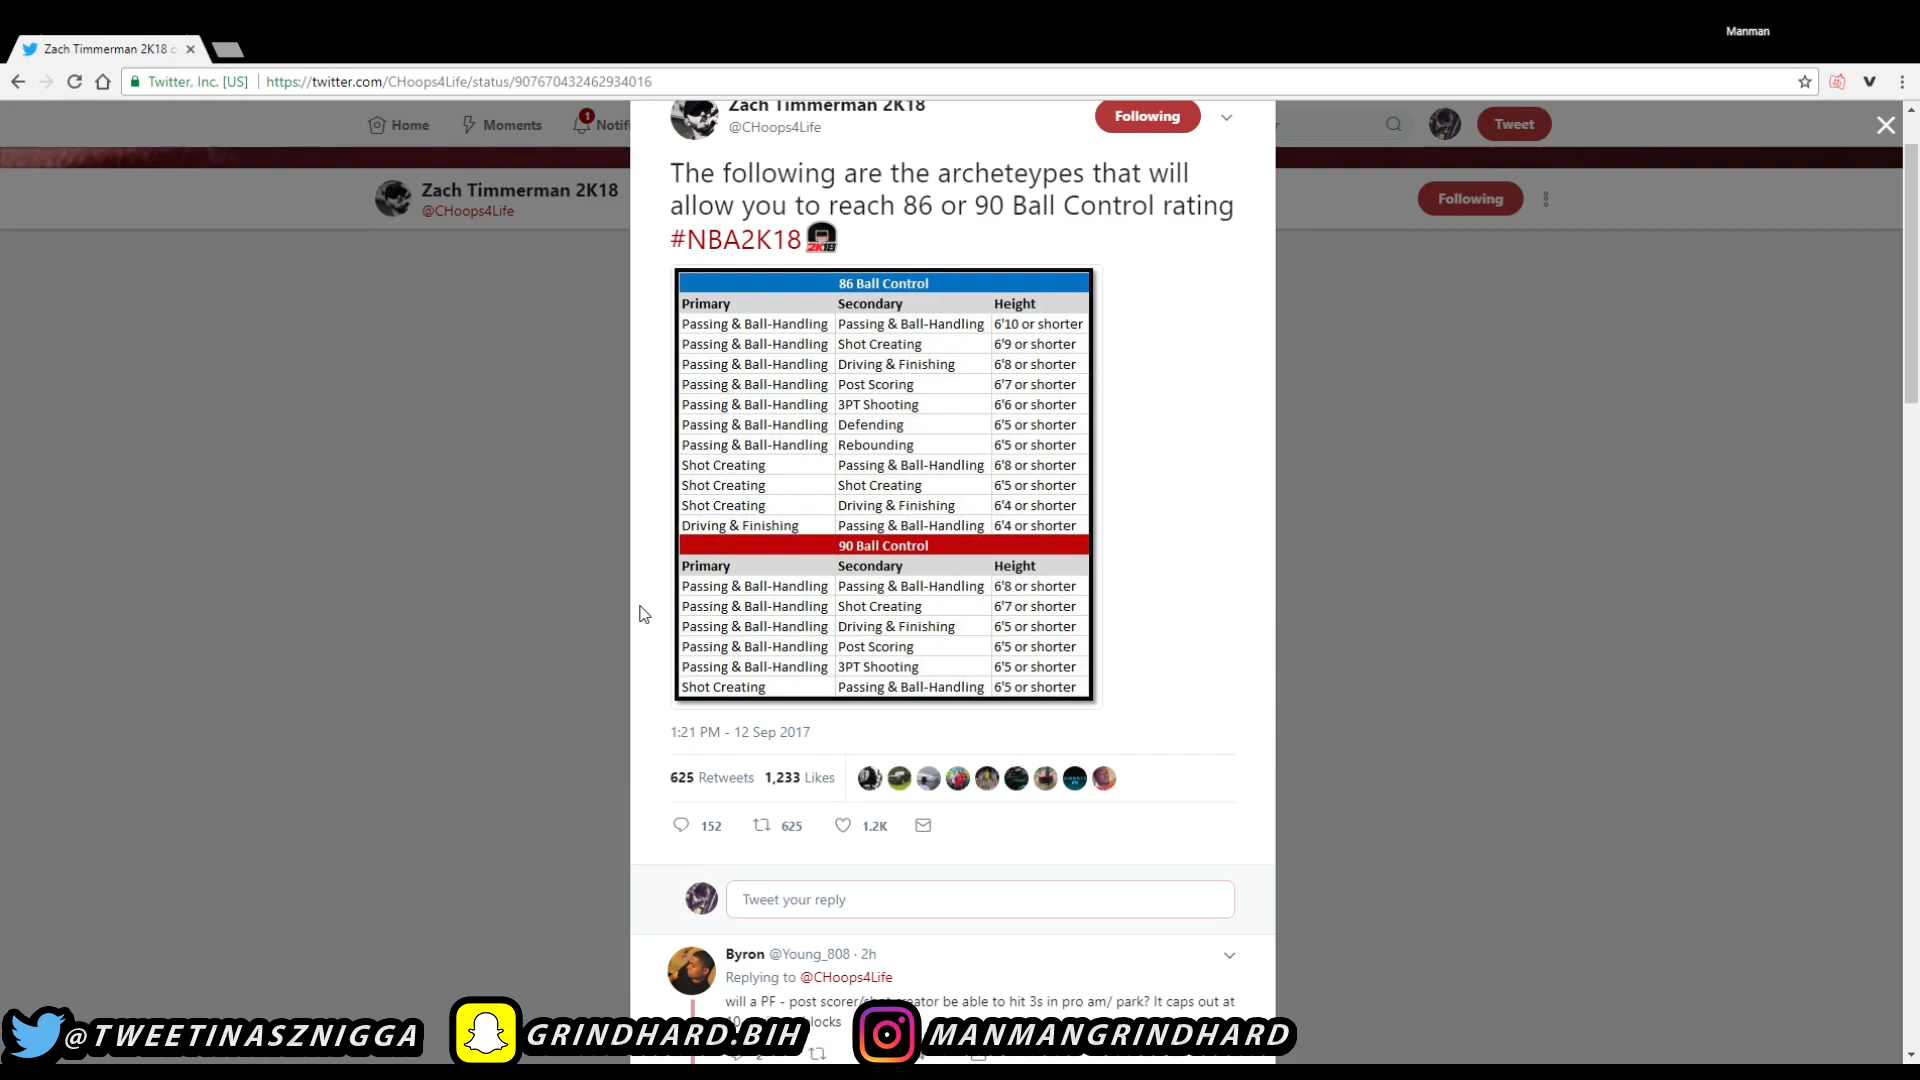 Manman
Zach Timmerman 2K18
Twitter, Inc. [US] https://twitter.com/CHoops4Life/status/907670432462934016
Home Moments Notifi 1 Tweet
Zach Timmerman 2K18
@CHoops4Life
Following
Zach Timmerman 2K18
@CHoops4Life
Following
The following are the archeteypes that will
allow you to reach 86 or 90 Ball Control rating
#NBA2K18
86 Ball Control
Primary Secondary Height
Passing & Ball-Handling Passing & Ball-Handling 6'10 or shorter
Passing & Ball-Handling Shot Creating 6'9 or shorter
Passing & Ball-Handling Driving & Finishing 6'8 or shorter
Passing & Ball-Handling Post Scoring 6'7 or shorter
Passing & Ball-Handling 3PT Shooting 6'6 or shorter
Passing & Ball-Handling Defending 6'5 or shorter
Passing & Ball-Handling Rebounding 6'5 or shorter
Shot Creating Passing & Ball-Handling 6'8 or shorter
Shot Creating Shot Creating 6'5 or shorter
Shot Creating Driving & Finishing 6'4 or shorter
Driving & Finishing Passing & Ball-Handling 6'4 or shorter
90 Ball Control
Primary Secondary Height
Passing & Ball-Handling Passing & Ball-Handling 6'8 or shorter
Passing & Ball-Handling Shot Creating 6'7 or shorter
Passing & Ball-Handling Driving & Finishing 6'5 or shorter
Passing & Ball-Handling Post Scoring 6'5 or shorter
Passing & Ball-Handling 3PT Shooting 6'5 or shorter
Shot Creating Passing & Ball-Handling 6'5 or shorter
1:21 PM - 12 Sep 2017
625 Retweets 1,233 Likes
152 625 1.2K
Tweet your reply
Byron @Young_808 · 2h
Replying to @CHoops4Life
will a PF - post scorer/shot creator be able to hit 3s in pro am/ park? It caps out at
blocks
@TWEETINASZNIGGA GRINDHARD.BIH MANMANGRINDHARD